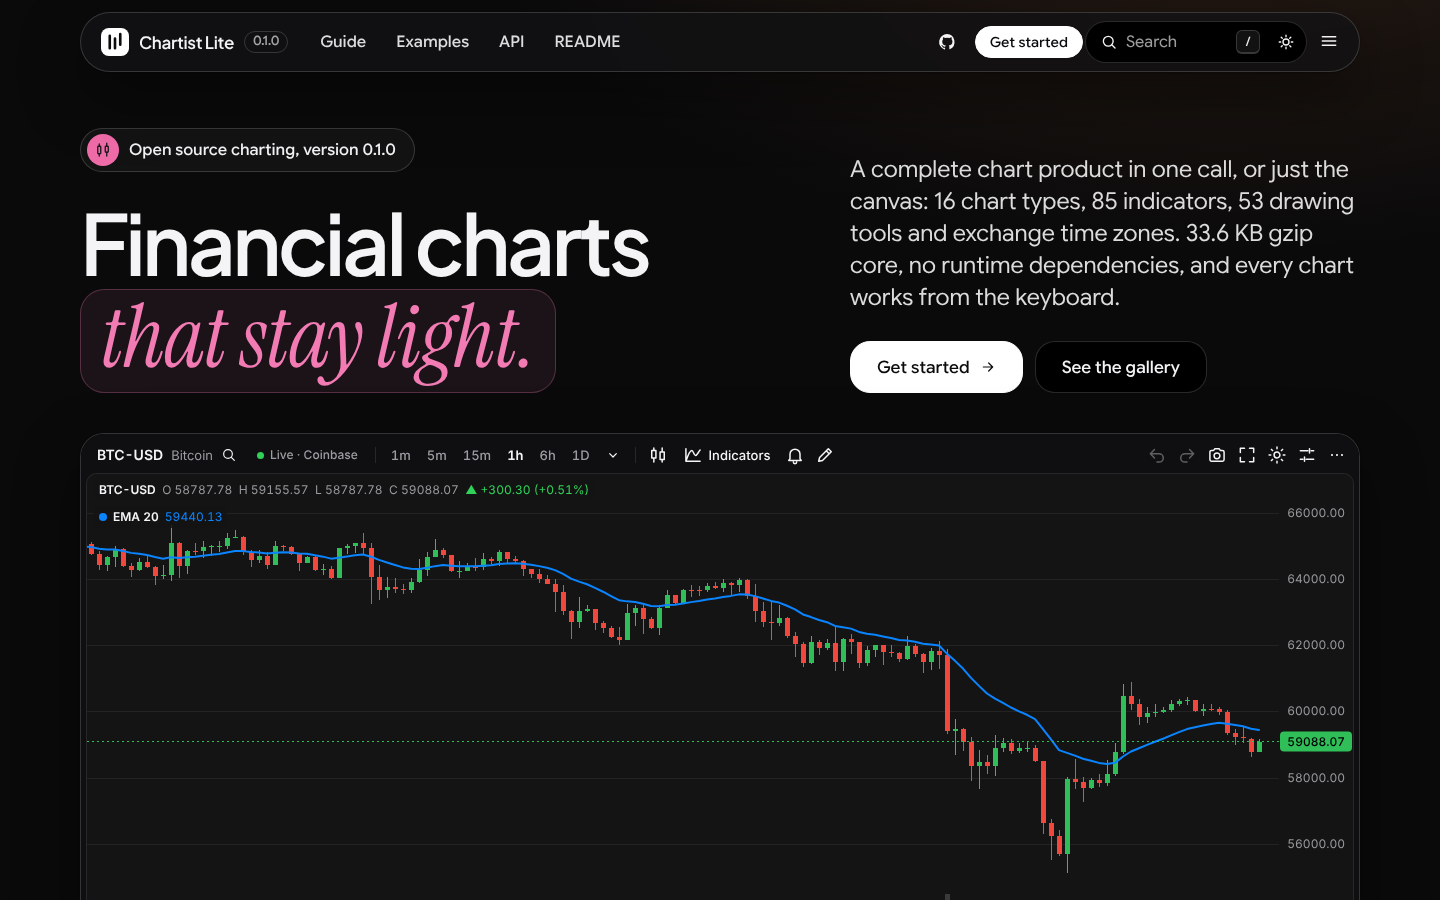 Chartist Lite 0.1.0 Guide Examples API README Get started Search /
Open source charting, version 0.1.0
Financial charts
that stay light.
A complete chart product in one call, or just the
canvas: 16 chart types, 85 indicators, 53 drawing
tools and exchange time zones. 33.6 KB gzip
core, no runtime dependencies, and every chart
works from the keyboard.
Get started → See the gallery
BTC-USD Bitcoin Live · Coinbase 1m 5m 15m 1h 6h 1D Indicators
BTC-USD O 58787.78 H 59155.57 L 58787.78 C 59088.07 ▲ +300.30 (+0.51%)
EMA 20 59440.13
66000.00
64000.00
62000.00
60000.00
59088.07
58000.00
56000.00